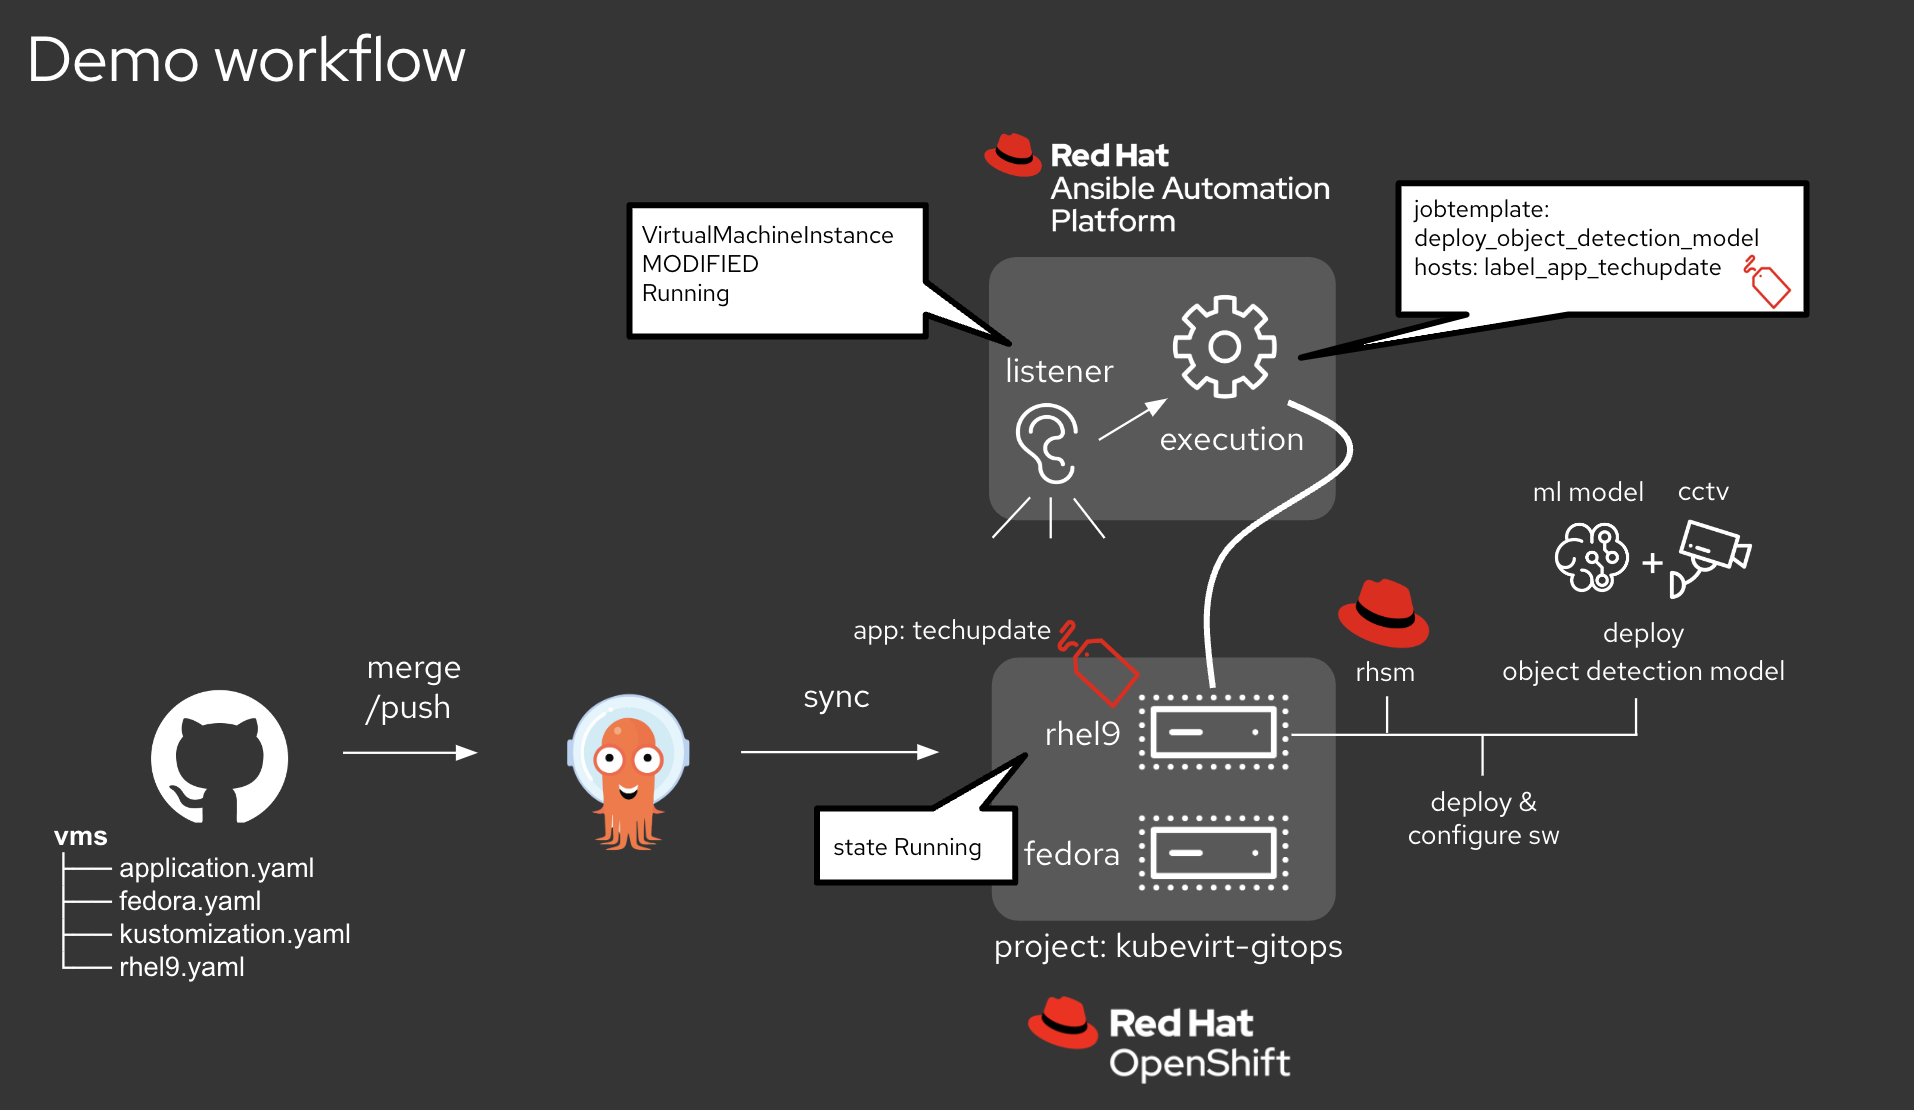 Demo workflow
Red Hat
Ansible Automation
Platform
VirtualMachineInstance
MODIFIED
Running
jobtemplate:
deploy_object_detection_model
hosts: label_app_techupdate
listener
execution
ml model
cctv
+
deploy
object detection model
app: techupdate
rhsm
merge
/push
sync
rhel9
state Running
fedora
deploy &
configure sw
vms
application.yaml
fedora.yaml
kustomization.yaml
rhel9.yaml
project: kubevirt-gitops
Red Hat
OpenShift